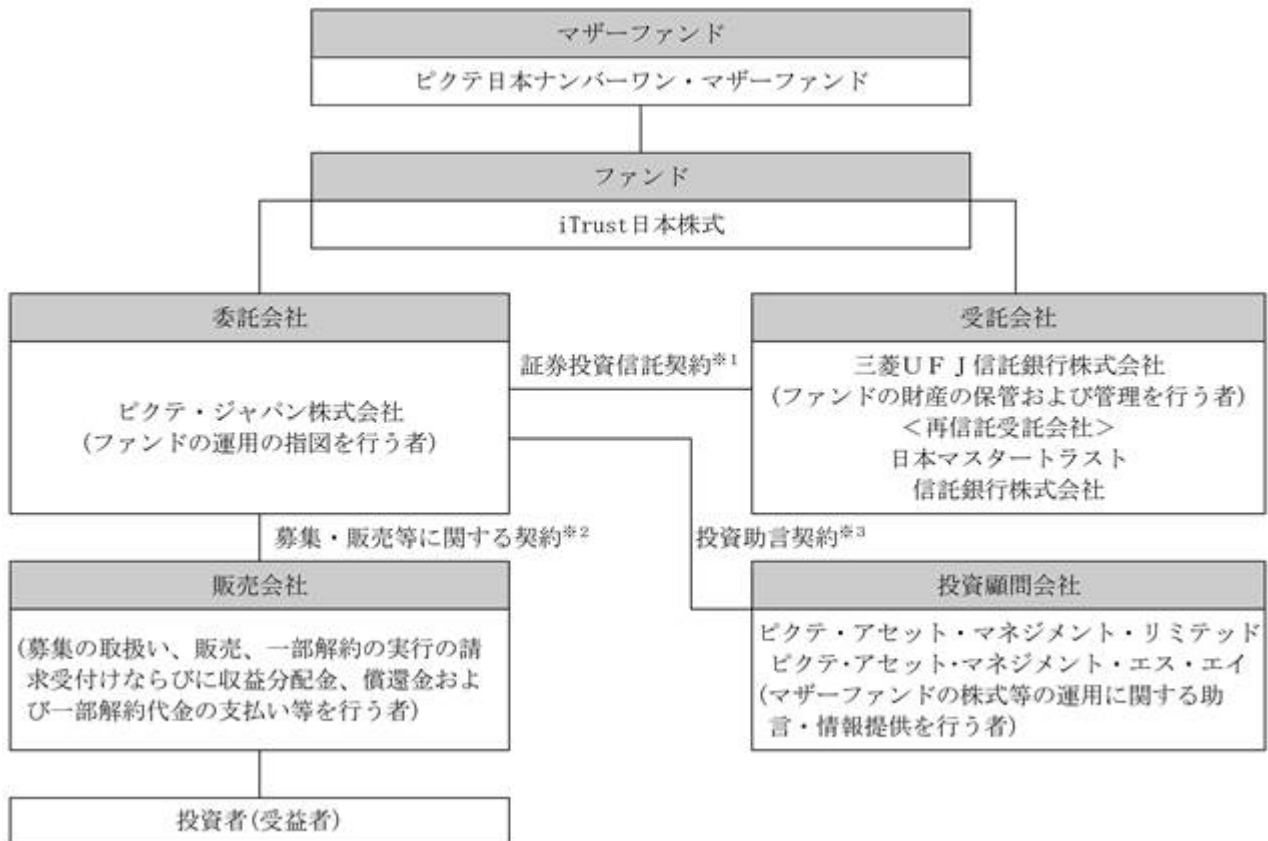 マザーファンド
ピクテ日本ナンバーワン・マザーファンド
ファンド
iTrust日本株式
委託会社
ピクテ・ジャパン株式会社
(ファンドの運用の指図を行う者)
証券投資信託契約※1
受託会社
三菱ＵＦＪ信託銀行株式会社
(ファンドの財産の保管および管理を行う者)
＜再信託受託会社＞
日本マスタートラスト
信託銀行株式会社
募集・販売等に関する契約※2
投資助言契約※3
販売会社
(募集の取扱い、販売、一部解約の実行の請
求受付けならびに収益分配金、償還金およ
び一部解約代金の支払い等を行う者)
投資顧問会社
ピクテ・アセット・マネジメント・リミテッド
ピクテ・アセット・マネジメント・エス・エイ
(マザーファンドの株式等の運用に関する助
言・情報提供を行う者)
投資者(受益者)